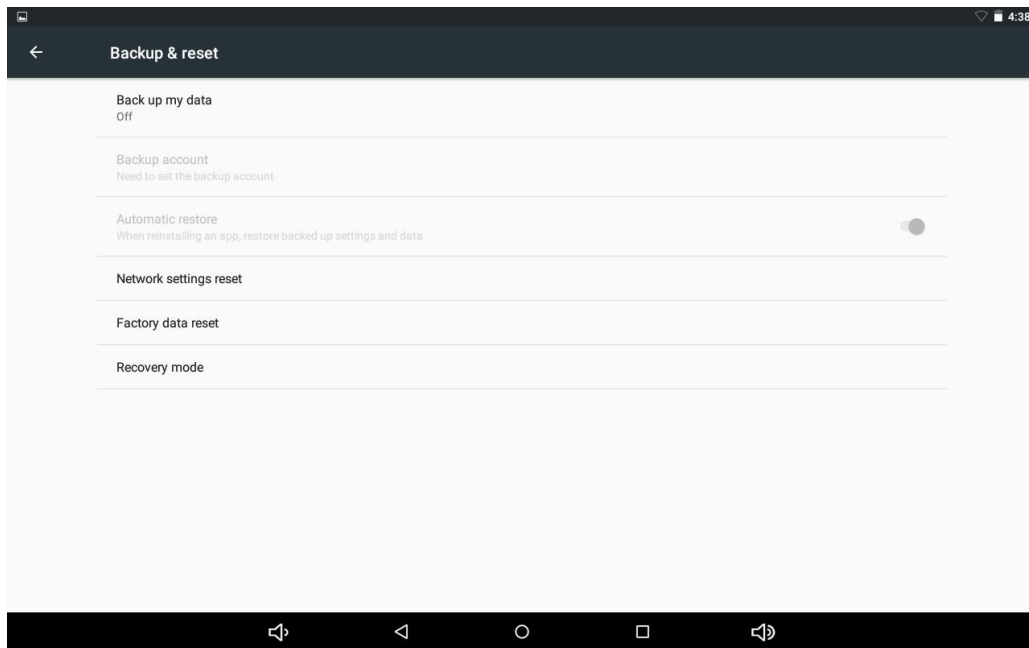 4:38
Backup & reset
Back up my data
Off
Backup account
Need to set the backup account
Automatic restore
When reinstalling an app, restore backed up settings and data
Network settings reset
Factory data reset
Recovery mode